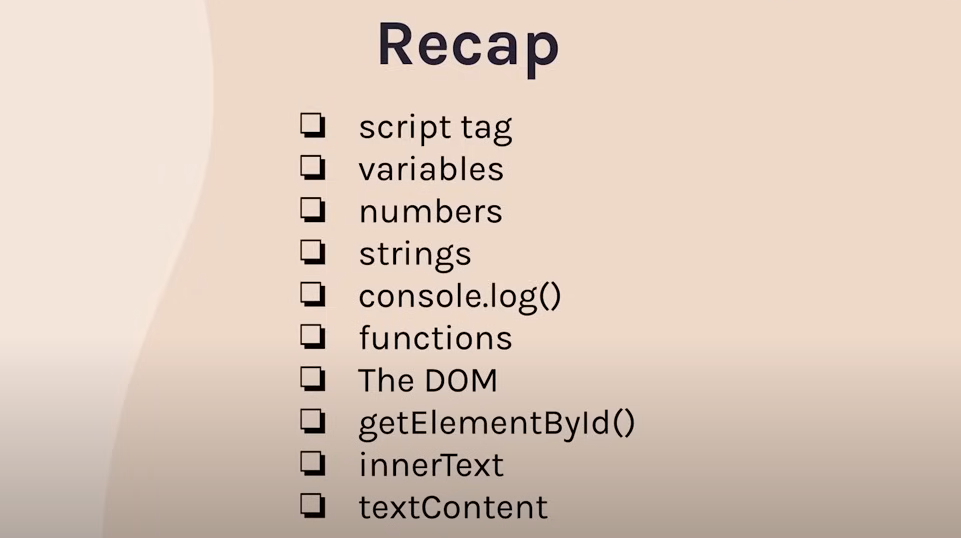 Recap
❏ script tag
❏ variables
❏ numbers
❏ strings
❏ console.log()
❏ functions
❏ The DOM
❏ getElementById()
❏ innerText
❏ textContent